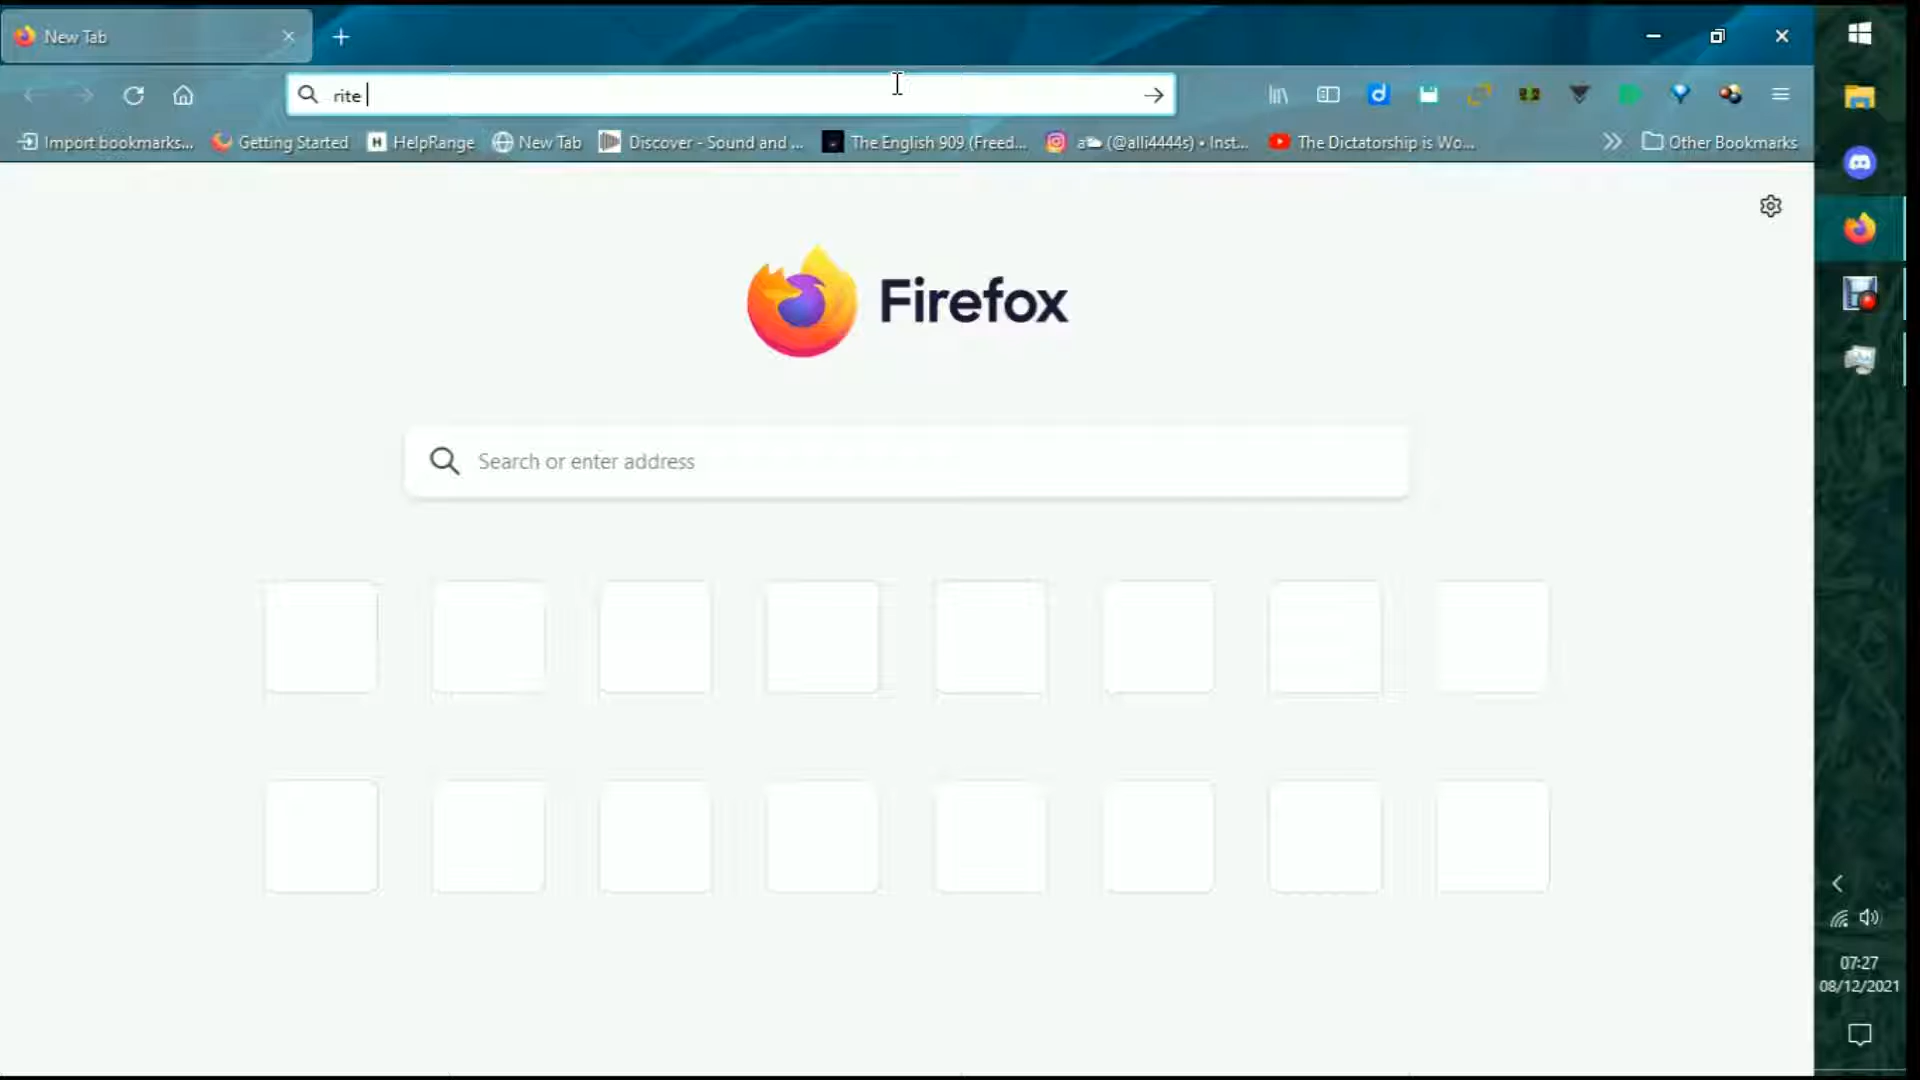 New Tab
rite
Import bookmarks...
Getting Started
HelpRange
New Tab
Discover - Sound and ...
The English 909 (Freed...
(@alli4444s) • Inst...
The Dictatorship is Wo...
Other Bookmarks
Firefox
Search or enter address
07:27
08/12/2021